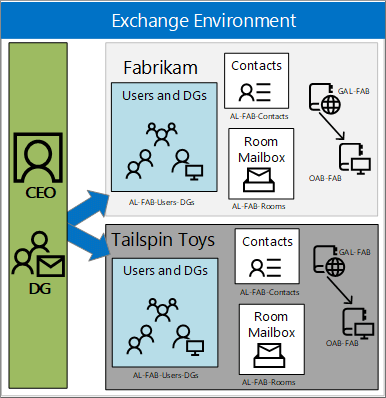 Exchange Environment
CEO
DG
Fabrikam
Users and DGs
AL-FAB-Users-DGs
Contacts
AL-FAB-Contacts
Room
Mailbox
AL-FAB-Rooms
GAL-FAB
OAB-FAB
Tailspin Toys
Users and DGs
AL-FAB-Users-DGs
Contacts
AL-FAB-Contacts
Room
Mailbox
AL-FAB-Rooms
GAL-FAB
OAB-FAB